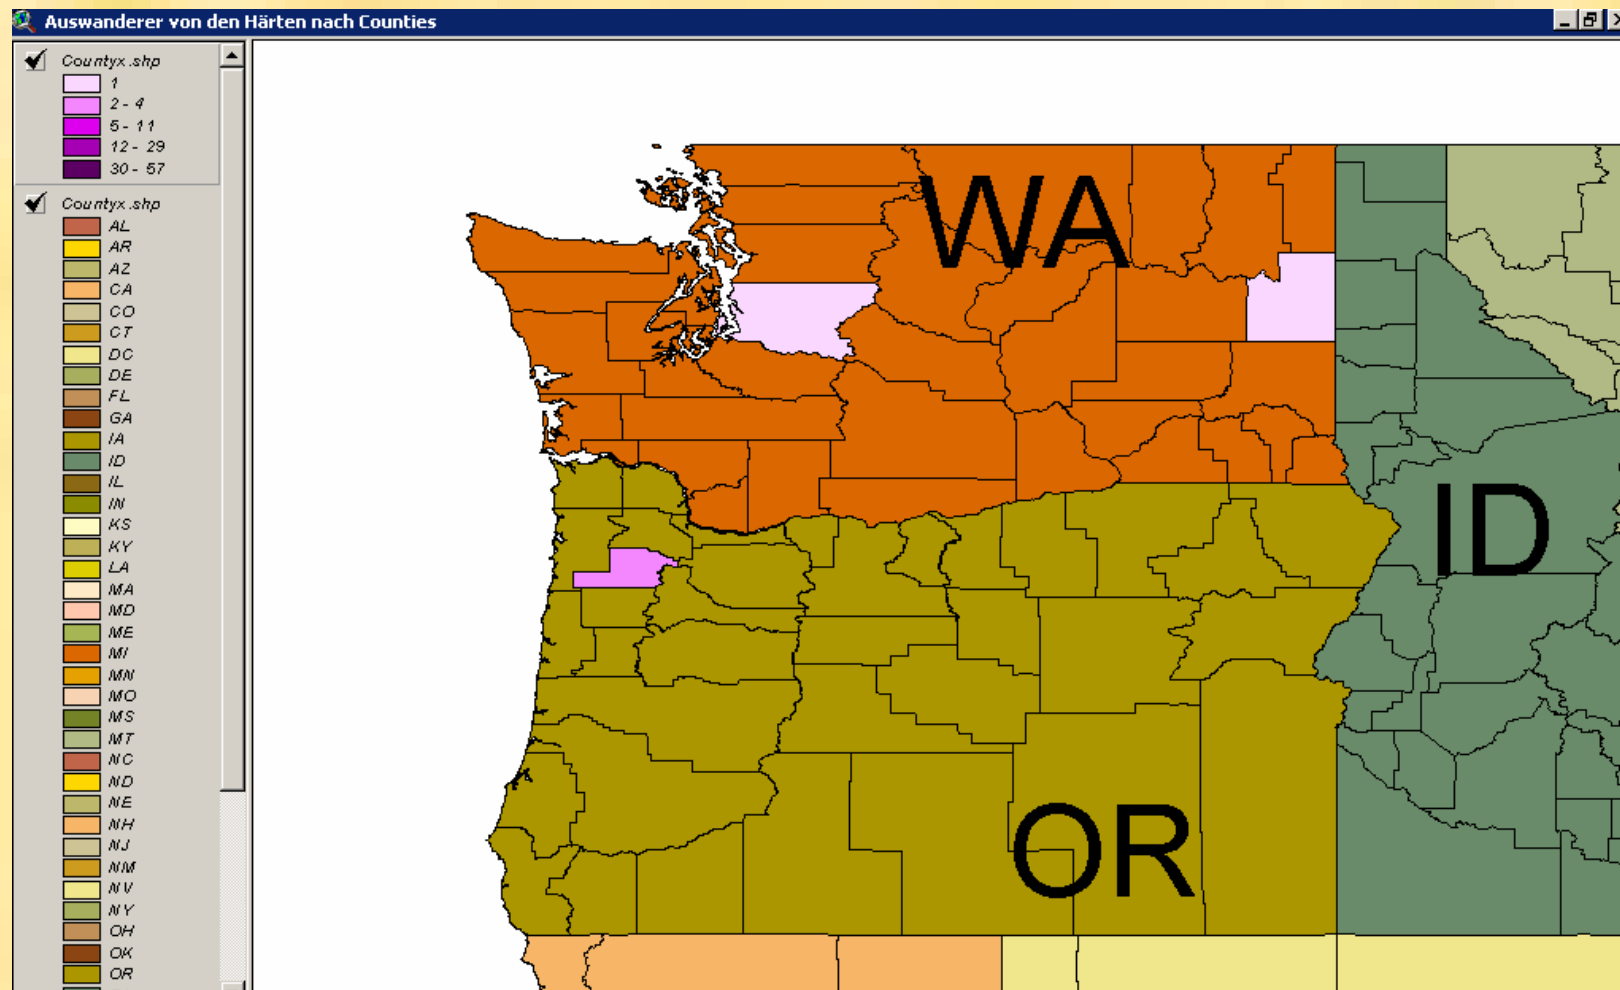 Auswanderer von den Härten nach Counties
Countyx.shp
1
2 - 4
5 - 11
12 - 29
30 - 57
Countyx.shp
AL
AR
AZ
CA
CO
CT
DC
DE
FL
GA
IA
ID
IL
IN
KS
KY
LA
MA
MD
ME
MI
MN
MO
MS
MT
NC
ND
NE
NH
NJ
NM
NV
NY
OH
OK
OR
WA
ID
OR